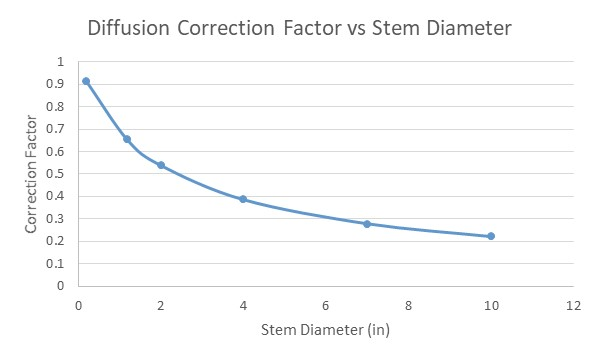 Diffusion Correction Factor vs Stem Diameter
1
0.9
0.8
0.7
0.6
0.5
0.4
0.3
0.2
0.1
0
Correction Factor
0 2 4 6 8 10 12
Stem Diameter (in)